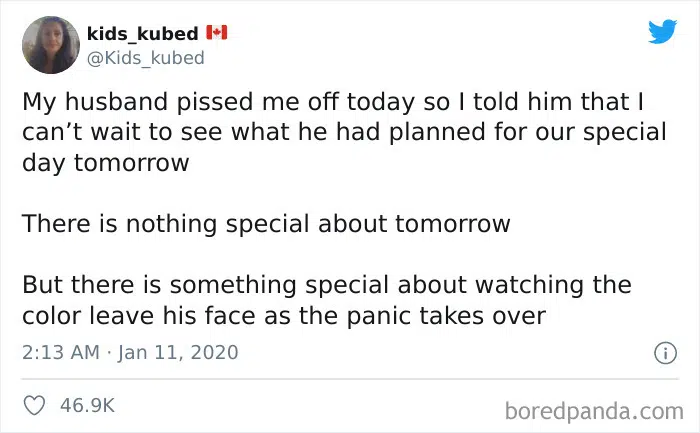 kids_kubed 🇨🇦
@Kids_kubed
My husband pissed me off today so I told him that I
can’t wait to see what he had planned for our special
day tomorrow
There is nothing special about tomorrow
But there is something special about watching the
color leave his face as the panic takes over
2:13 AM · Jan 11, 2020
46.9K
boredpanda.com